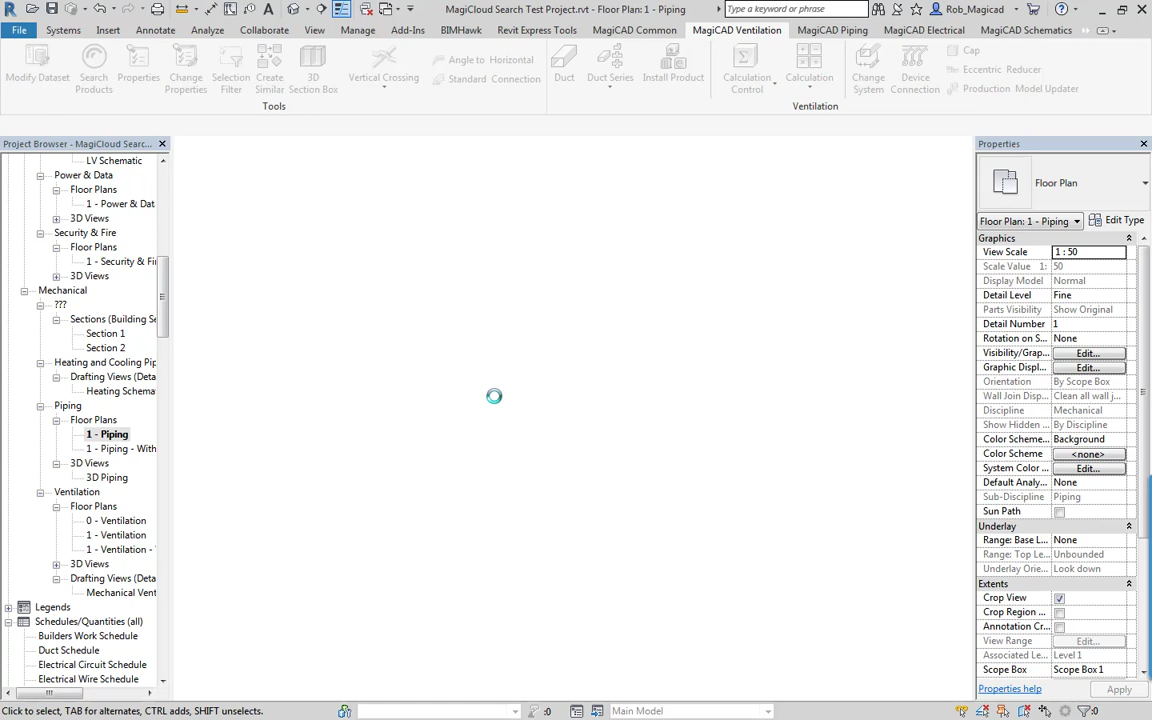 MagiCloud Search Test Project.rvt - Floor Plan: 1 - Piping
Type a keyword or phrase
Rob_Magicad
File
Systems
Insert
Annotate
Analyze
Collaborate
View
Manage
Add-Ins
BIMHawk
Revit Express Tools
MagiCAD Common
MagiCAD Ventilation
MagiCAD Piping
MagiCAD Electrical
MagiCAD Schematics
Modify Dataset
Search Products
Properties
Change Properties
Selection Filter
Create Similar
3D Section Box
Vertical Crossing
Angle to Horizontal
Standard Connection
Tools
Duct
Duct Series
Install Product
Calculation Control
Calculation
Change System
Device Connection
Cap
Eccentric Reducer
Production Model Updater
Ventilation
Project Browser - MagiCloud Searc...
LV Schematic
Power & Data
Floor Plans
1 - Power & Dat
3D Views
Security & Fire
Floor Plans
1 - Security & Fi
3D Views
Mechanical
???
Sections (Building Se
Section 1
Section 2
Heating and Cooling Pip
Drafting Views (Deta
Heating Schema
Piping
Floor Plans
1 - Piping
1 - Piping - With
3D Views
3D Piping
Ventilation
Floor Plans
0 - Ventilation
1 - Ventilation
1 - Ventilation -
3D Views
Drafting Views (Deta
Mechanical Vent
Legends
Schedules/Quantities (all)
Builders Work Schedule
Duct Schedule
Electrical Circuit Schedule
Electrical Wire Schedule
Properties
Floor Plan
Floor Plan: 1 - Piping
Edit Type
Graphics
View Scale 1 : 50
Scale Value 1: 50
Display Model Normal
Detail Level Fine
Parts Visibility Show Original
Detail Number 1
Rotation on S... None
Visibility/Grap... Edit...
Graphic Displ... Edit...
Orientation By Scope Box
Wall Join Disp... Clean all wall j...
Discipline Mechanical
Show Hidden ... By Discipline
Color Scheme... Background
Color Scheme <none>
System Color ... Edit...
Default Analy... None
Sub-Discipline Piping
Sun Path
Underlay
Range: Base L... None
Range: Top Le... Unbounded
Underlay Orie... Look down
Extents
Crop View
Crop Region ...
Annotation Cr...
View Range Edit...
Associated Le... Level 1
Scope Box Scope Box 1
Properties help
Apply
Click to select, TAB for alternates, CTRL adds, SHIFT unselects.
:0
Main Model
:0